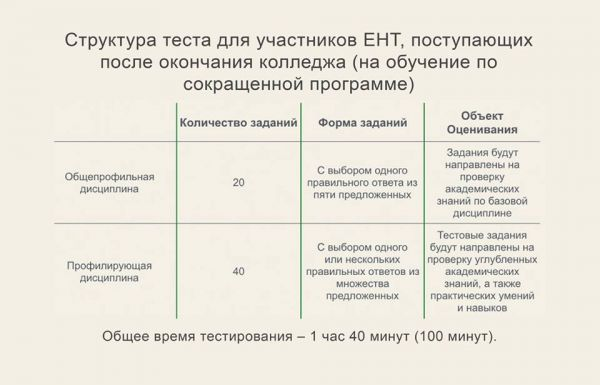 Структура теста для участников ЕНТ, поступающих
после окончания колледжа (на обучение по
сокращенной программе)
Количество заданий
Форма заданий
Объект
Оценивания
Общепрофильная
дисциплина
20
С выбором одного
правильного ответа из
пяти предложенных
Задания будут
направлены на
проверку
академических
знаний по базовой
дисциплине
Профилирующая
дисциплина
40
С выбором одного
или нескольких
правильных ответов из
множества
предложенных
Тестовые задания
будут направлены на
проверку углубленных
академических
знаний, а также
практических умений
и навыков
Общее время тестирования – 1 час 40 минут (100 минут).